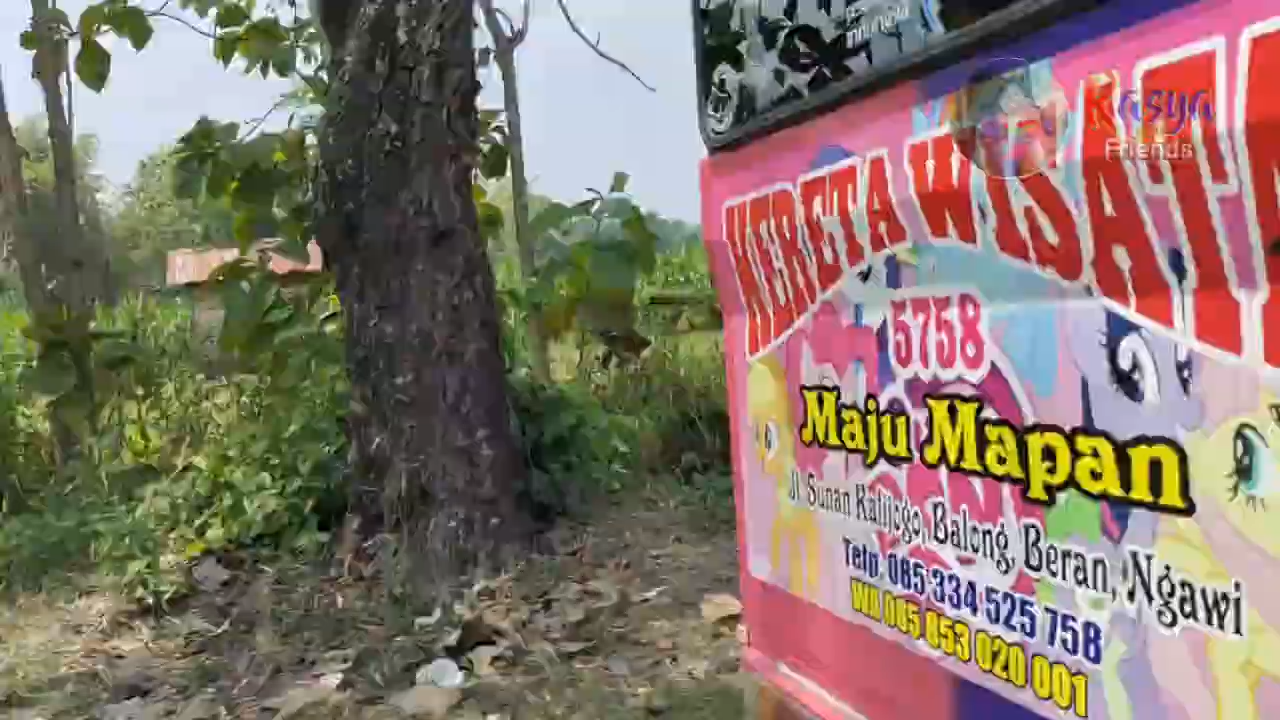 Kasya
Friends
KERETA WISATA
5758
Maju Mapan
Jl. Sunan Kalijogo, Balong, Beran, Ngawi
Telp. 085 334 525 758
WA 085 853 020 001